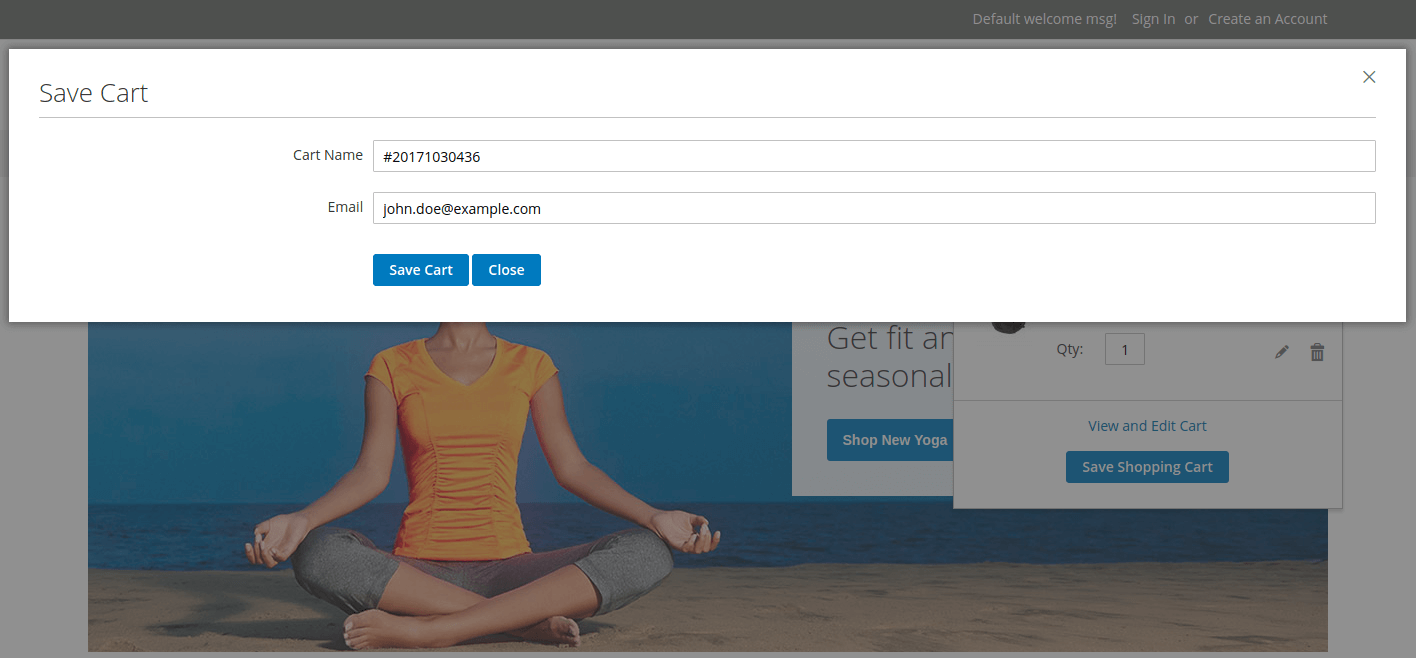 Default welcome msg! Sign In or Create an Account
Save Cart
Cart Name #20171030436
Email john.doe@example.com
Save Cart Close
Get fit
seasonal
Shop New Yoga
Qty: 1
View and Edit Cart
Save Shopping Cart